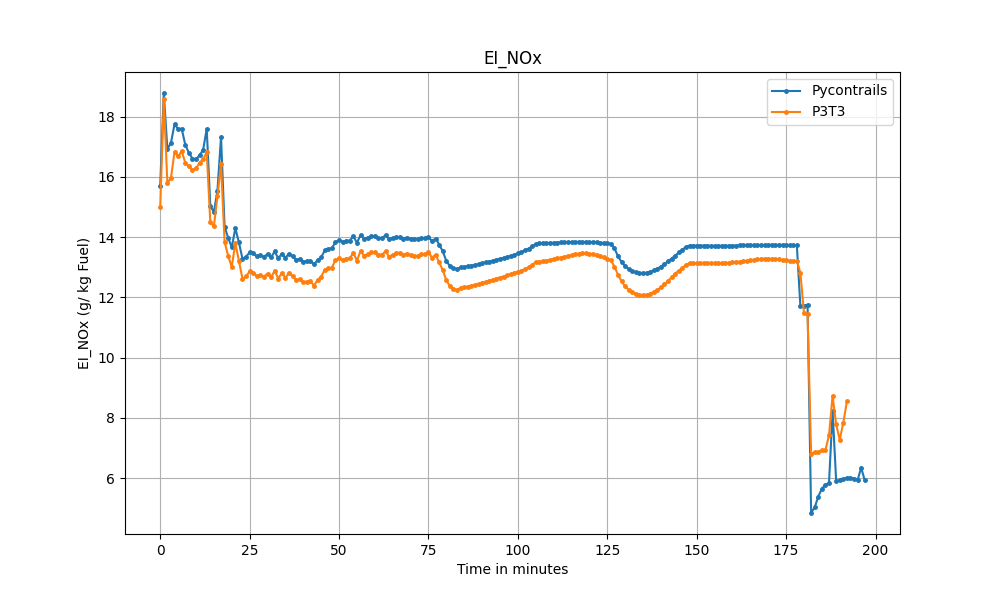 EI_NOx
Pycontrails
P3T3
EI_NOx (g/ kg Fuel)
18
16
14
12
10
8
6
0 25 50 75 100 125 150 175 200
Time in minutes